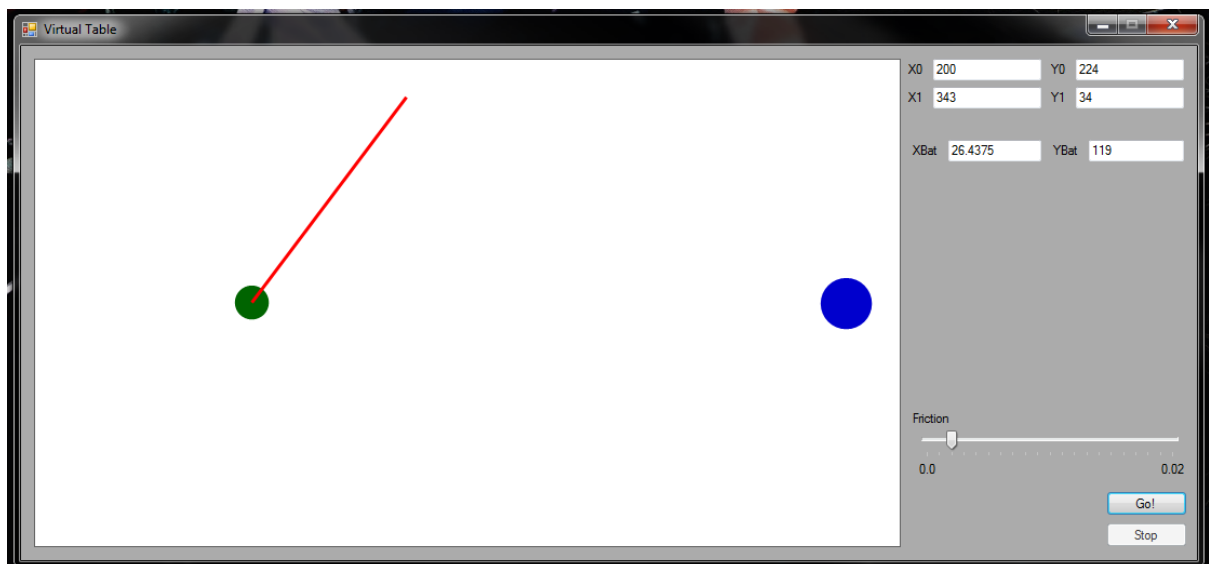 Virtual Table
X0 200 Y0 224
X1 343 Y1 34
XBat 26.4375 YBat 119
Friction
0.0 0.02
Go!
Stop